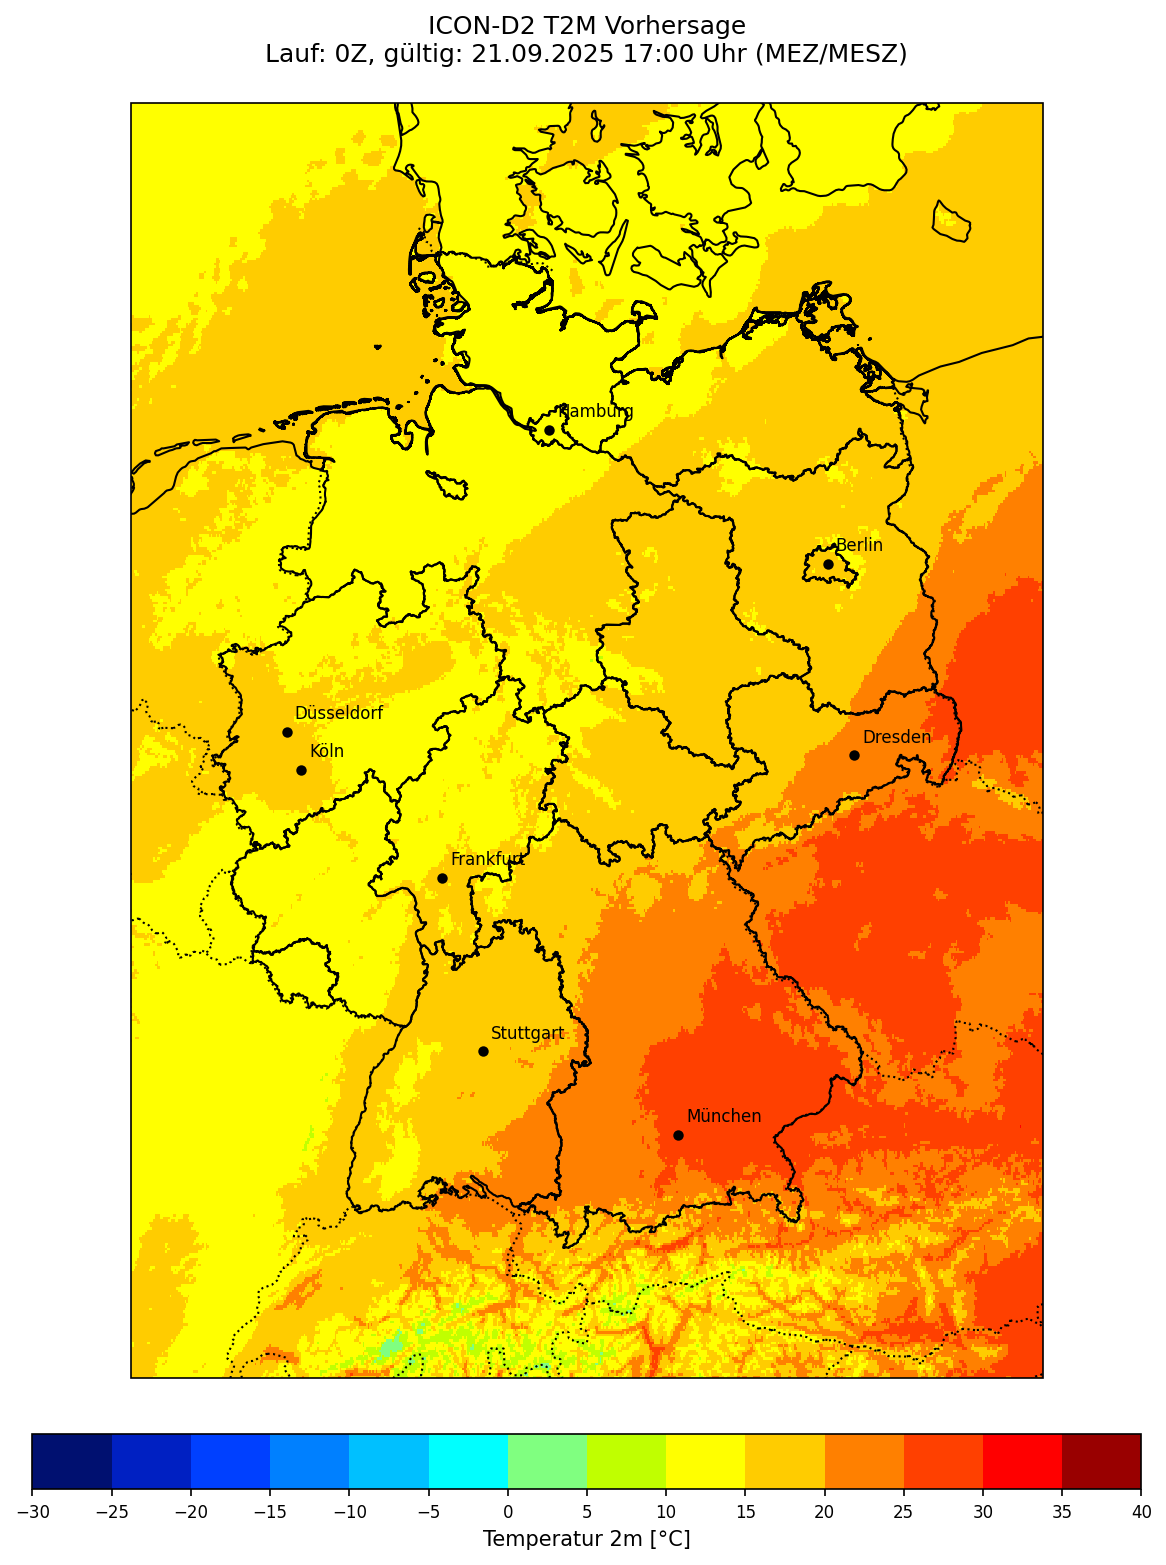 ICON-D2 T2M Vorhersage
Lauf: 0Z, gültig: 21.09.2025 17:00 Uhr (MEZ/MESZ)
Hamburg
Berlin
Düsseldorf
Dresden
Köln
Frankfurt
Stuttgart
München
−30 −25 −20 −15 −10 −5 0 5 10 15 20 25 30 35 40
Temperatur 2m [°C]